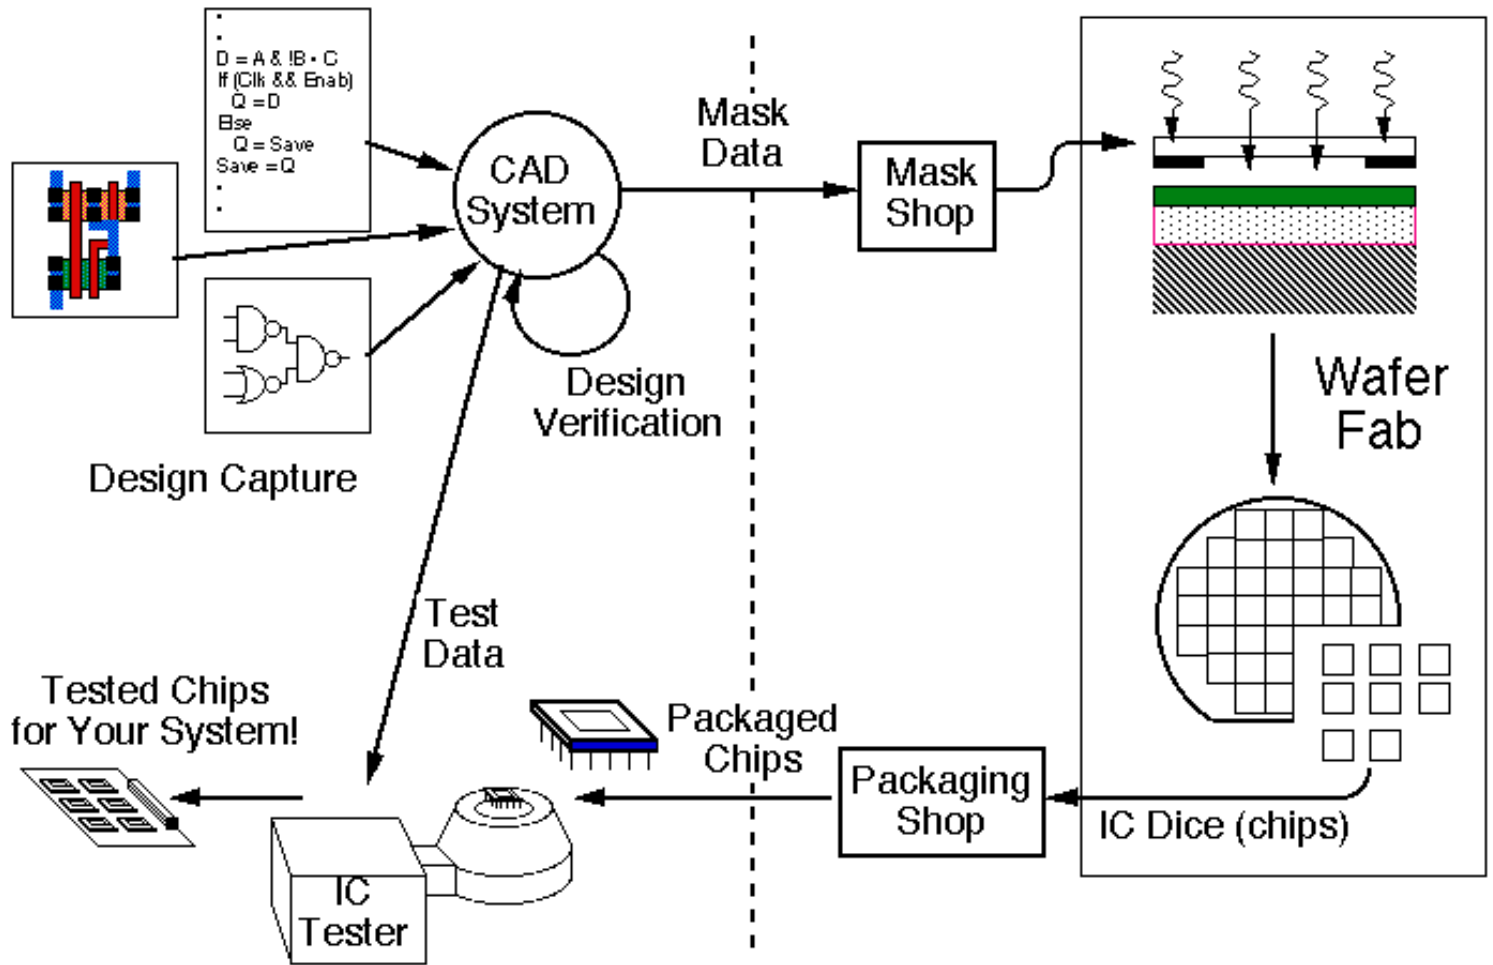 D = A & !B • C
If (Clk && Enab)
Q = D
Else
Q = Save
Save = Q
CAD
System
Mask
Data
Mask
Shop
Design
Verification
Design Capture
Wafer
Fab
Test
Data
Tested Chips
for Your System!
Packaged
Chips
Packaging
Shop
IC Dice (chips)
IC
Tester